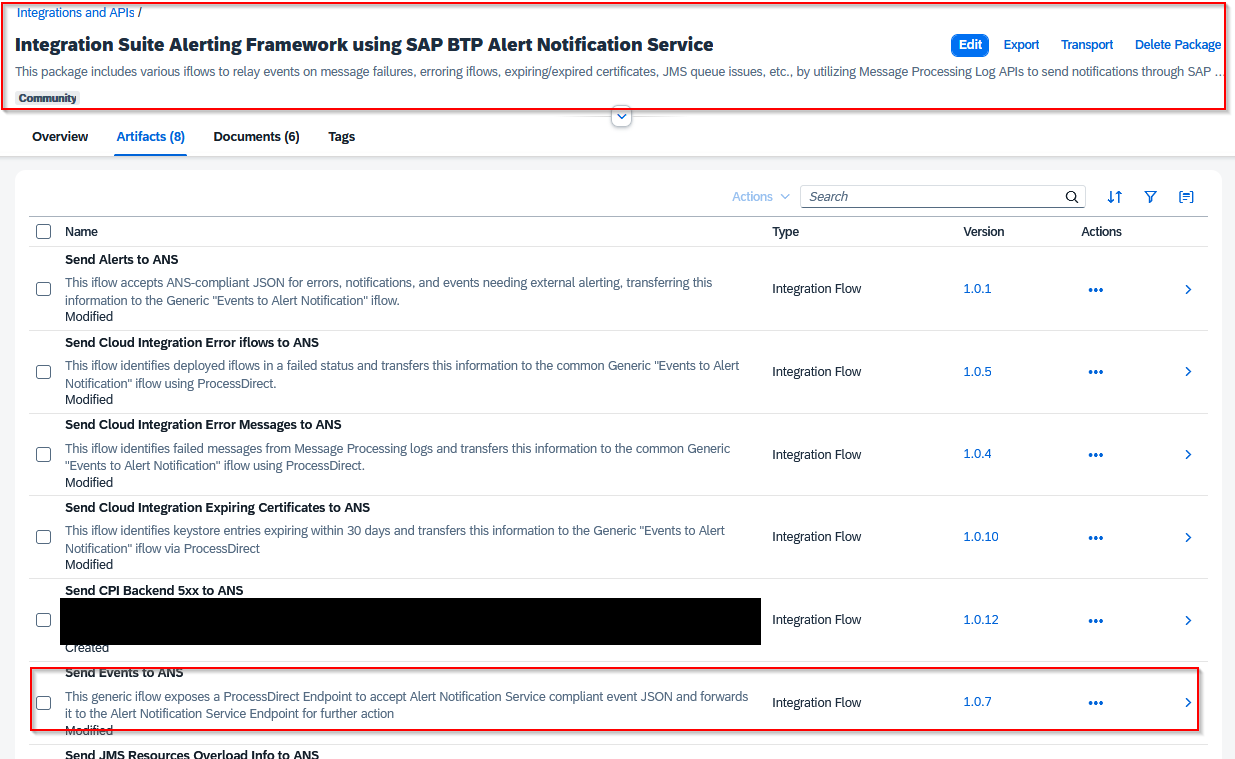 Integrations and APIs /
Integration Suite Alerting Framework using SAP BTP Alert Notification Service
Edit Export Transport Delete Package
This package includes various iflows to relay events on message failures, erroring iflows, expiring/expired certificates, JMS queue issues, etc., by utilizing Message Processing Log APIs to send notifications through SAP ...
Community
Overview Artifacts (8) Documents (6) Tags
Actions Search
Name Type Version Actions
Send Alerts to ANS
This iflow accepts ANS-compliant JSON for errors, notifications, and events needing external alerting, transferring this
information to the Generic "Events to Alert Notification" iflow.
Modified
Integration Flow 1.0.1
Send Cloud Integration Error iflows to ANS
This iflow identifies deployed iflows in a failed status and transfers this information to the common Generic "Events to Alert
Notification" iflow using ProcessDirect.
Modified
Integration Flow 1.0.5
Send Cloud Integration Error Messages to ANS
This iflow identifies failed messages from Message Processing logs and transfers this information to the common Generic
"Events to Alert Notification" iflow using ProcessDirect.
Modified
Integration Flow 1.0.4
Send Cloud Integration Expiring Certificates to ANS
This iflow identifies keystore entries expiring within 30 days and transfers this information to the Generic "Events to Alert
Notification" iflow via ProcessDirect
Modified
Integration Flow 1.0.10
Send CPI Backend 5xx to ANS
Created
Integration Flow 1.0.12
Send Events to ANS
This generic iflow exposes a ProcessDirect Endpoint to accept Alert Notification Service compliant event JSON and forwards
it to the Alert Notification Service Endpoint for further action
Modified
Integration Flow 1.0.7
Send JMS Resources Overload Info to ANS